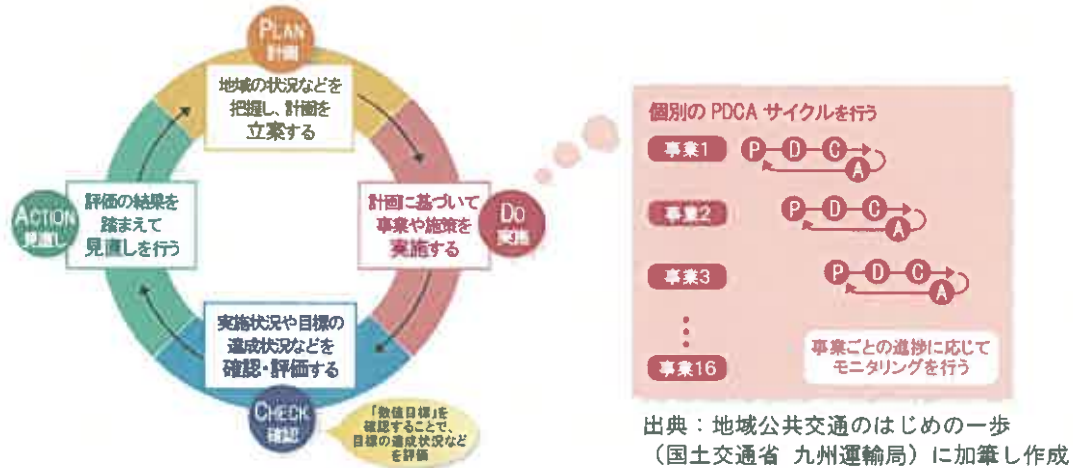 PLAN
計画
地域の状況などを
把握し、計画を
立案する
計画に基づいて
事業や施策を
実施する
DO
実施
実施状況や目標の
達成状況などを
確認・評価する
CHECK
確認
「数値目標」を
確認することで、
目標の達成状況など
を評価
評価の結果を
踏まえて
見直しを行う
ACTION
見直し
個別の PDCA サイクルを行う
事業1 P D C A
事業2 P D C A
事業3 P D C A
事業16
事業ごとの進捗に応じて
モニタリングを行う
出典:地域公共交通のはじめの一歩
(国土交通省 九州運輸局)に加筆し作成